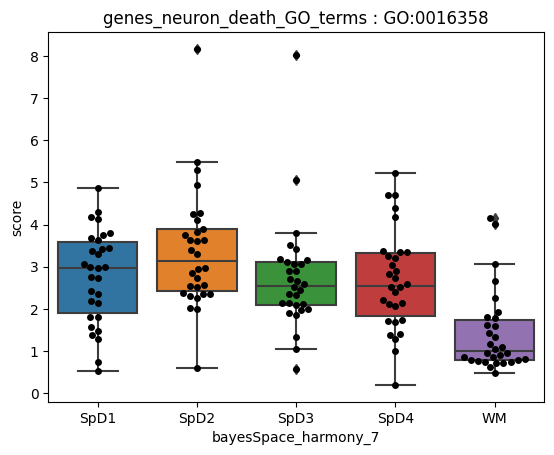 genes_neuron_death_GO_terms : GO:0016358
8
7
6
5
4
3
2
1
0
score
SpD1 SpD2 SpD3 SpD4 WM
bayesSpace_harmony_7